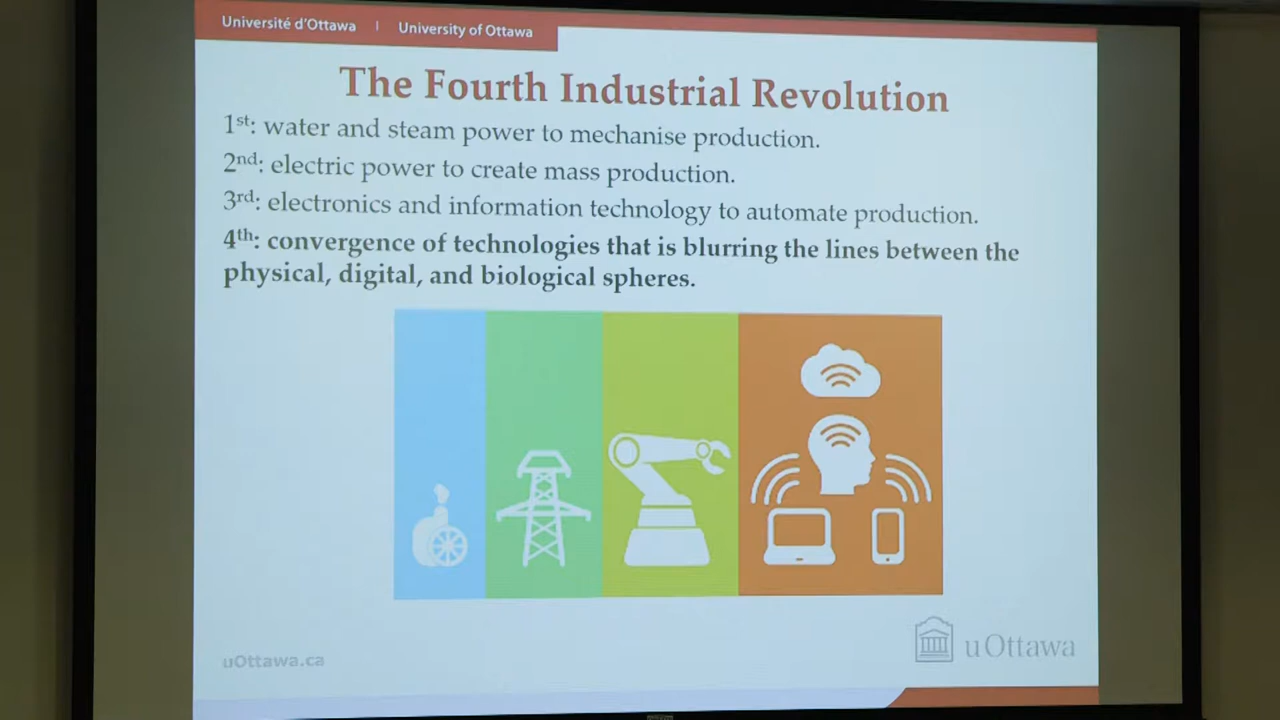 Université d'Ottawa | University of Ottawa
The Fourth Industrial Revolution
1st: water and steam power to mechanise production.
2nd: electric power to create mass production.
3rd: electronics and information technology to automate production.
4th: convergence of technologies that is blurring the lines between the
physical, digital, and biological spheres.
uOttawa.ca
uOttawa